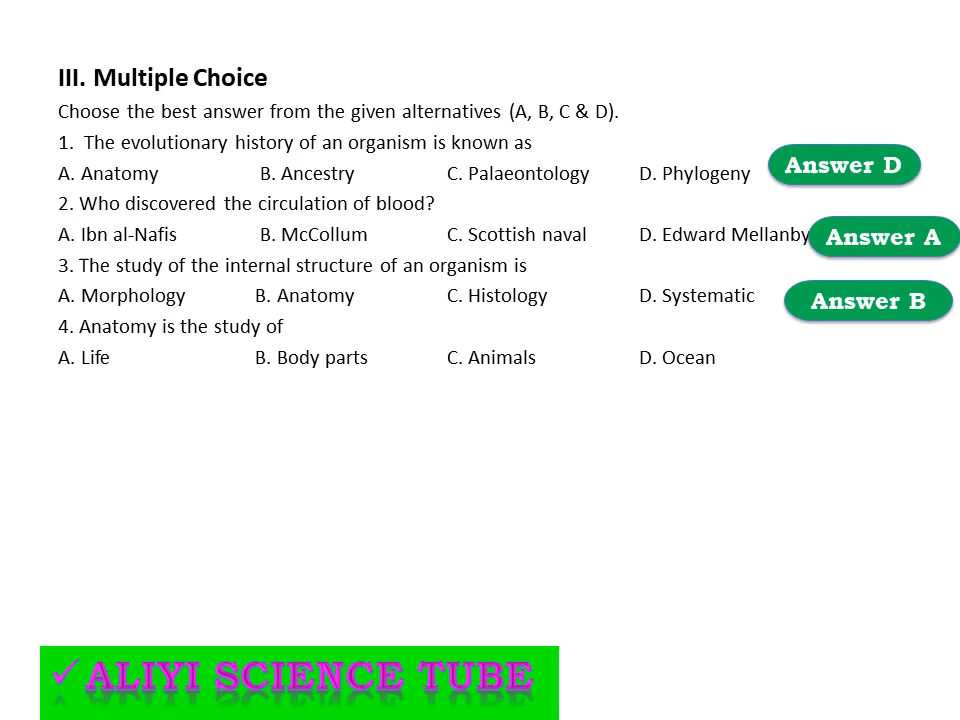 III. Multiple Choice
Choose the best answer from the given alternatives (A, B, C & D).
1. The evolutionary history of an organism is known as
A. Anatomy B. Ancestry C. Palaeontology D. Phylogeny Answer D
2. Who discovered the circulation of blood?
A. Ibn al-Nafis B. McCollum C. Scottish naval D. Edward Mellanby Answer A
3. The study of the internal structure of an organism is
A. Morphology B. Anatomy C. Histology D. Systematic Answer B
4. Anatomy is the study of
A. Life B. Body parts C. Animals D. Ocean
✓ ALIYI SCIENCE TUBE